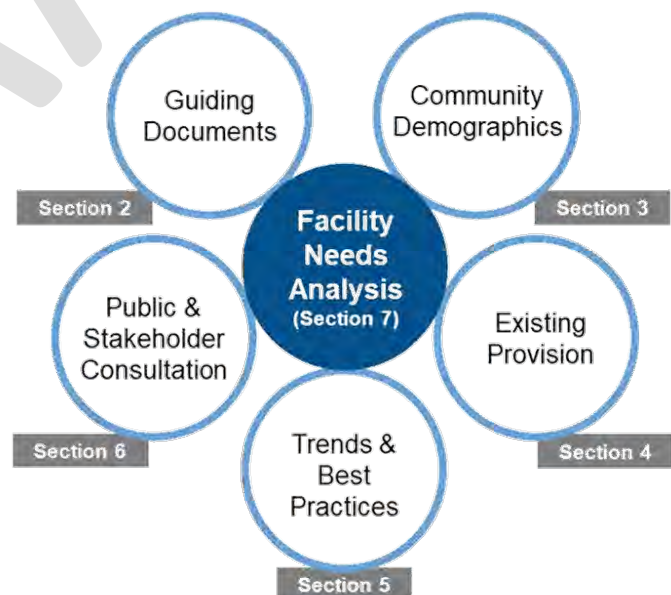 Guiding
Documents
Section 2
Community
Demographics
Section 3
Facility
Needs
Analysis
(Section 7)
Public &
Stakeholder
Consultation
Section 6
Existing
Provision
Section 4
Trends &
Best
Practices
Section 5